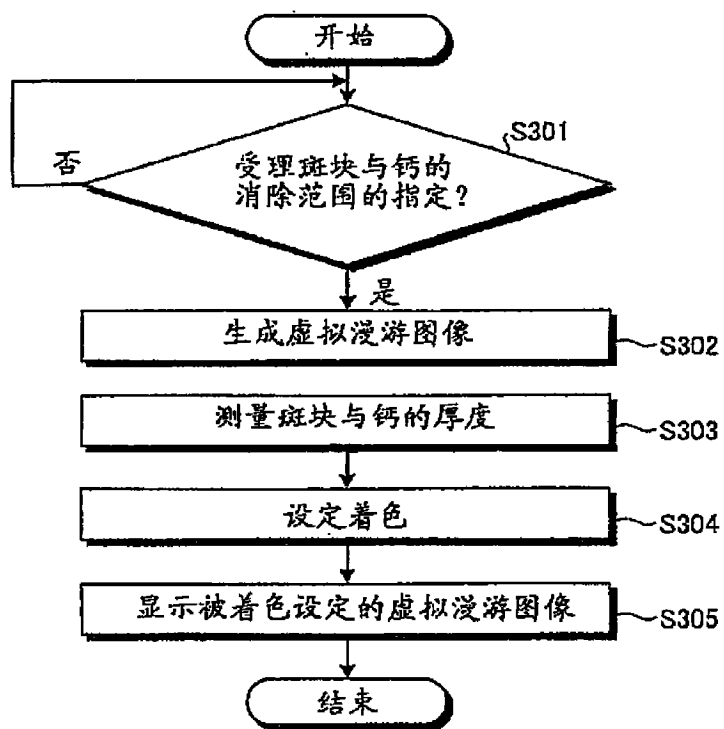 开始
S301
受理斑块与钙的
消除范围的指定?
否
是
生成虚拟漫游图像
S302
测量斑块与钙的厚度
S303
设定着色
S304
显示被着色设定的虚拟漫游图像
S305
结束